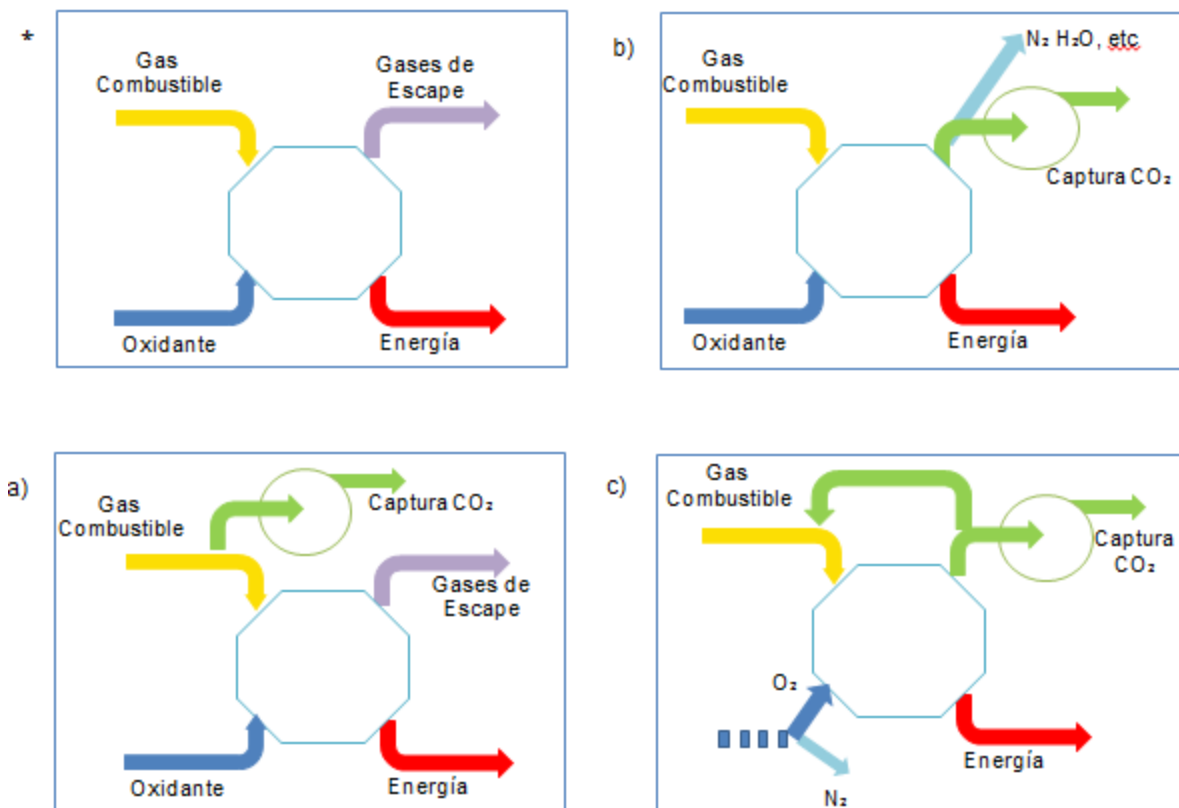 *
Gas
Combustible
Gases de
Escape
Oxidante
Energía
b)
N₂ H₂O, etc
Gas
Combustible
Captura CO₂
Oxidante
Energía
a)
Gas
Combustible
Captura CO₂
Gases de
Escape
Oxidante
Energía
c)
Gas
Combustible
Captura
CO₂
O₂
N₂
Energía